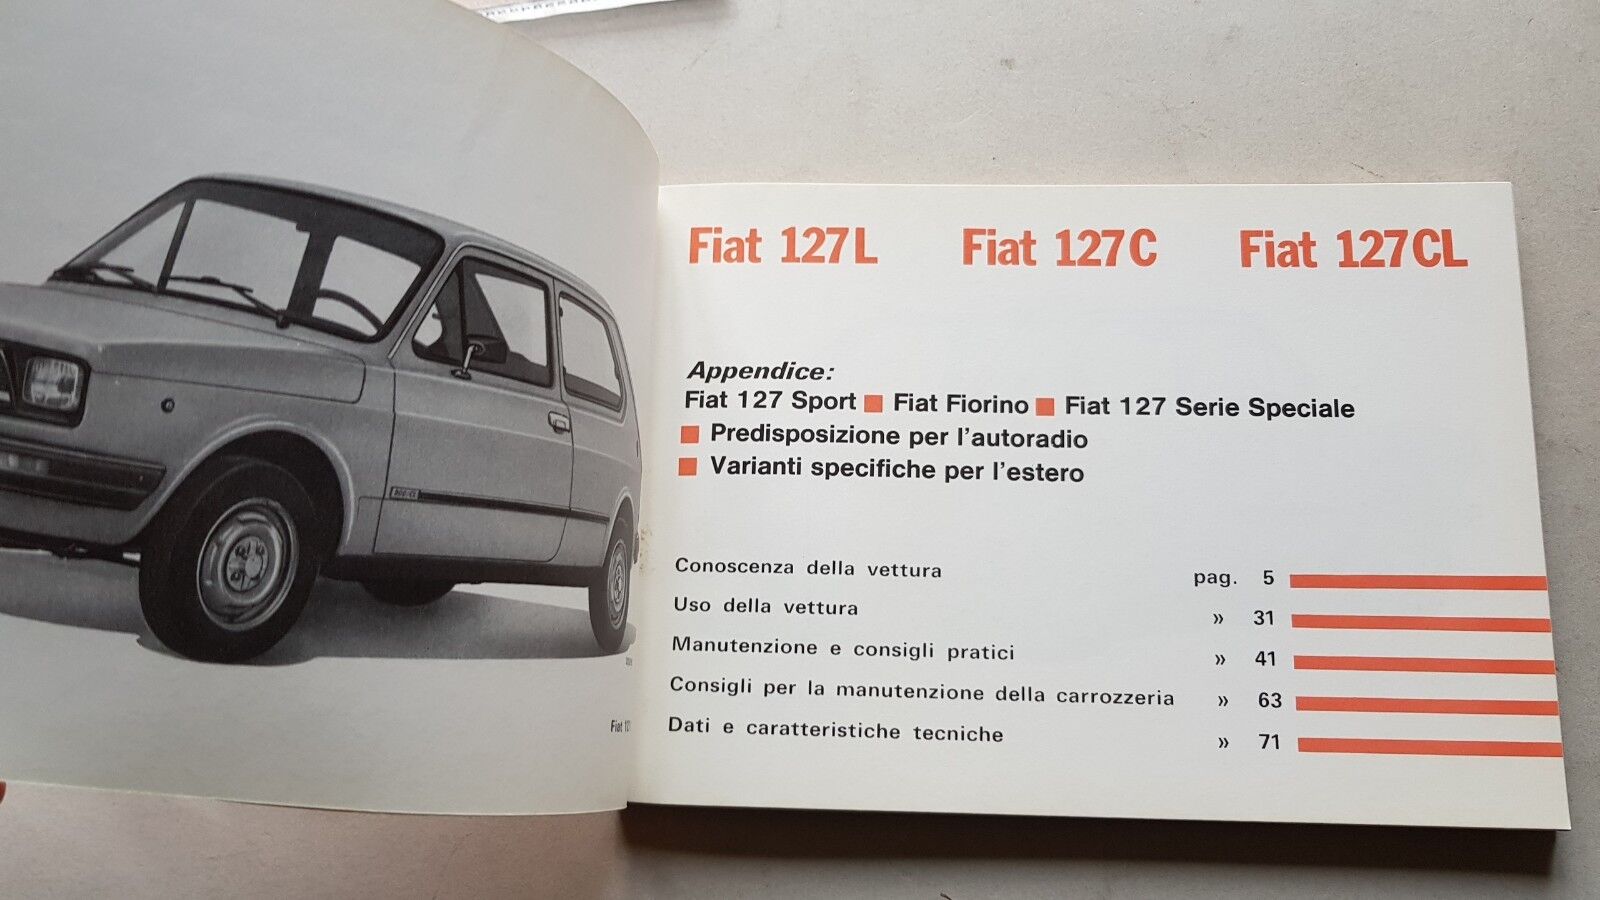 Fiat 127L Fiat 127C Fiat 127CL
Appendice:
Fiat 127 Sport ■ Fiat Fiorino ■ Fiat 127 Serie Speciale
■ Predisposizione per l'autoradio
■ Varianti specifiche per l'estero
Conoscenza della vettura pag. 5
Uso della vettura » 31
Manutenzione e consigli pratici » 41
Consigli per la manutenzione della carrozzeria » 63
Dati e caratteristiche tecniche » 71
Fiat